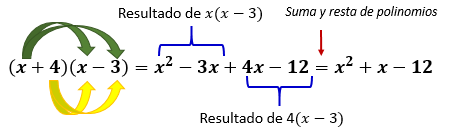 Resultado de x(x − 3)
Suma y resta de polinomios
(x + 4)(x − 3) = x² − 3x + 4x − 12 = x² + x − 12
Resultado de 4(x − 3)